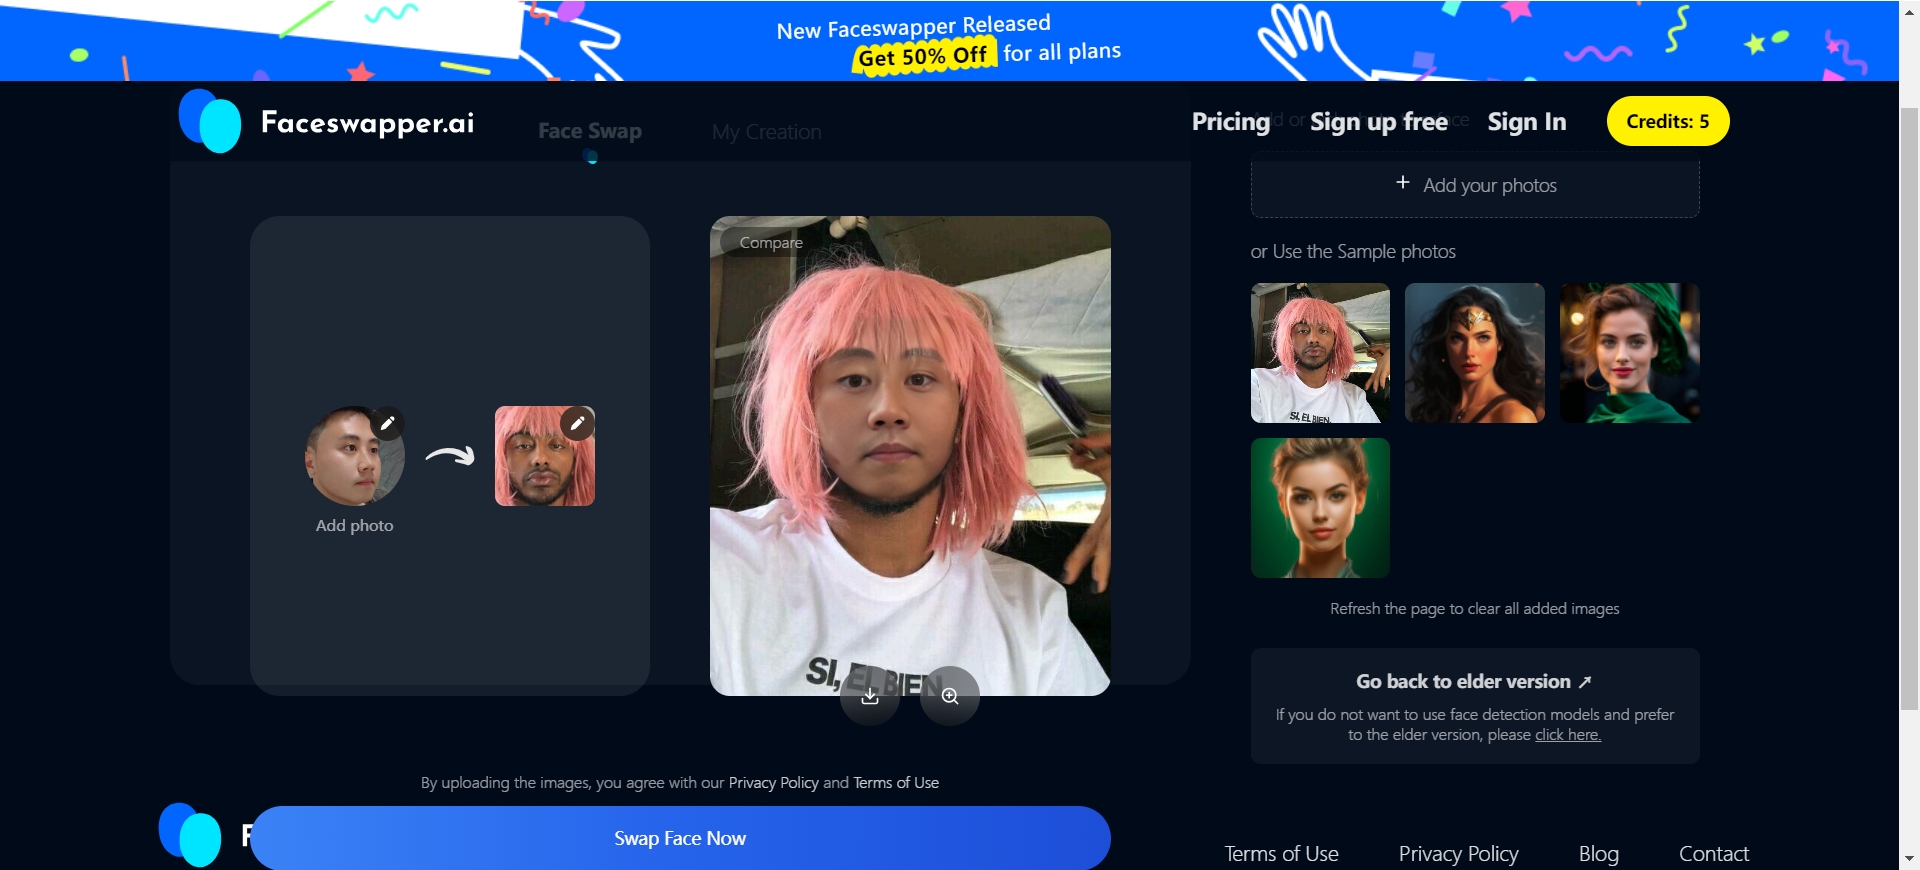 New Faceswapper Released
Get 50% Off for all plans
Faceswapper.ai
Face Swap
My Creation
Pricing
Sign up free
Sign In
Credits: 5
+ Add your photos
Compare
or Use the Sample photos
SI, EL BIEN
Add photo
SI, EL BIEN
Refresh the page to clear all added images
Go back to elder version ➚
If you do not want to use face detection models and prefer
to the elder version, please click here.
By uploading the images, you agree with our Privacy Policy and Terms of Use
F
Swap Face Now
Terms of Use
Privacy Policy
Blog
Contact